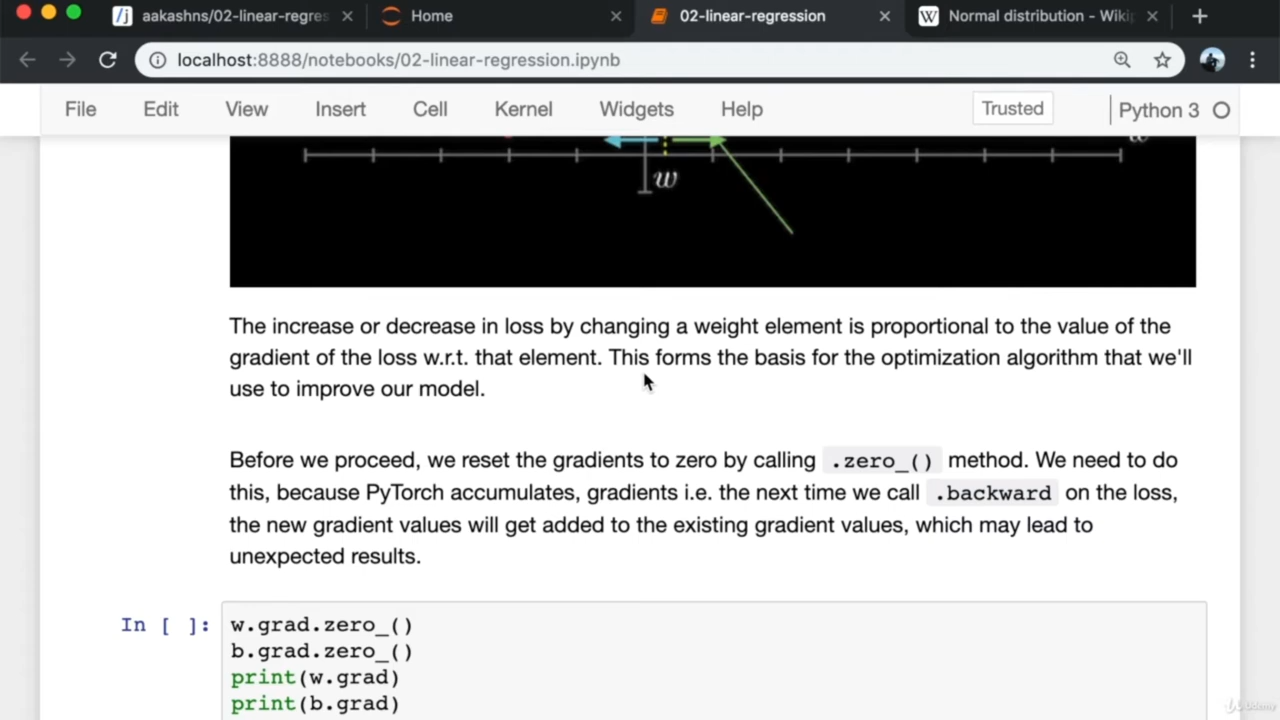 aakashns/02-linear-regres
Home
02-linear-regression
Normal distribution - Wiki
localhost:8888/notebooks/02-linear-regression.ipynb
File Edit View Insert Cell Kernel Widgets Help Trusted Python 3
w
The increase or decrease in loss by changing a weight element is proportional to the value of the
gradient of the loss w.r.t. that element. This forms the basis for the optimization algorithm that we'll
use to improve our model.
Before we proceed, we reset the gradients to zero by calling .zero_() method. We need to do
this, because PyTorch accumulates, gradients i.e. the next time we call .backward on the loss,
the new gradient values will get added to the existing gradient values, which may lead to
unexpected results.
In [ ]:
w.grad.zero_()
b.grad.zero_()
print(w.grad)
print(b.grad)
Udemy